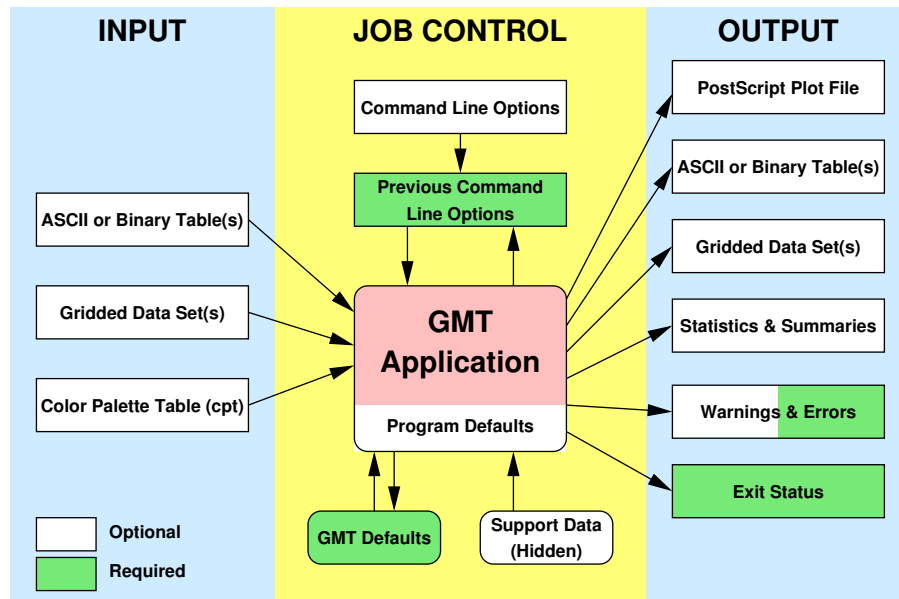 INPUT
JOB CONTROL
OUTPUT
Command Line Options
Previous Command
Line Options
ASCII or Binary Table(s)
Gridded Data Set(s)
Color Palette Table (cpt)
GMT
Application
Program Defaults
GMT Defaults
Support Data
(Hidden)
PostScript Plot File
ASCII or Binary Table(s)
Gridded Data Set(s)
Statistics & Summaries
Warnings & Errors
Exit Status
Optional
Required